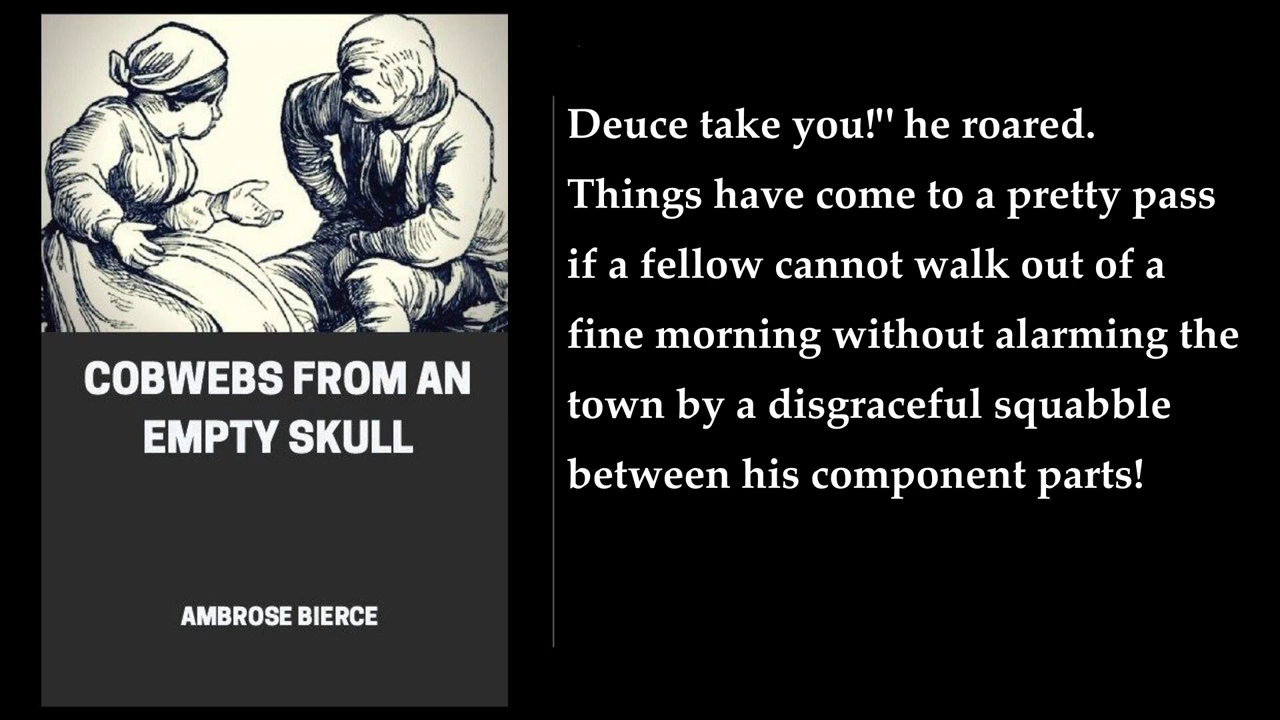 COBWEBS FROM AN
EMPTY SKULL
AMBROSE BIERCE
Deuce take you!" he roared.
Things have come to a pretty pass
if a fellow cannot walk out of a
fine morning without alarming the
town by a disgraceful squabble
between his component parts!